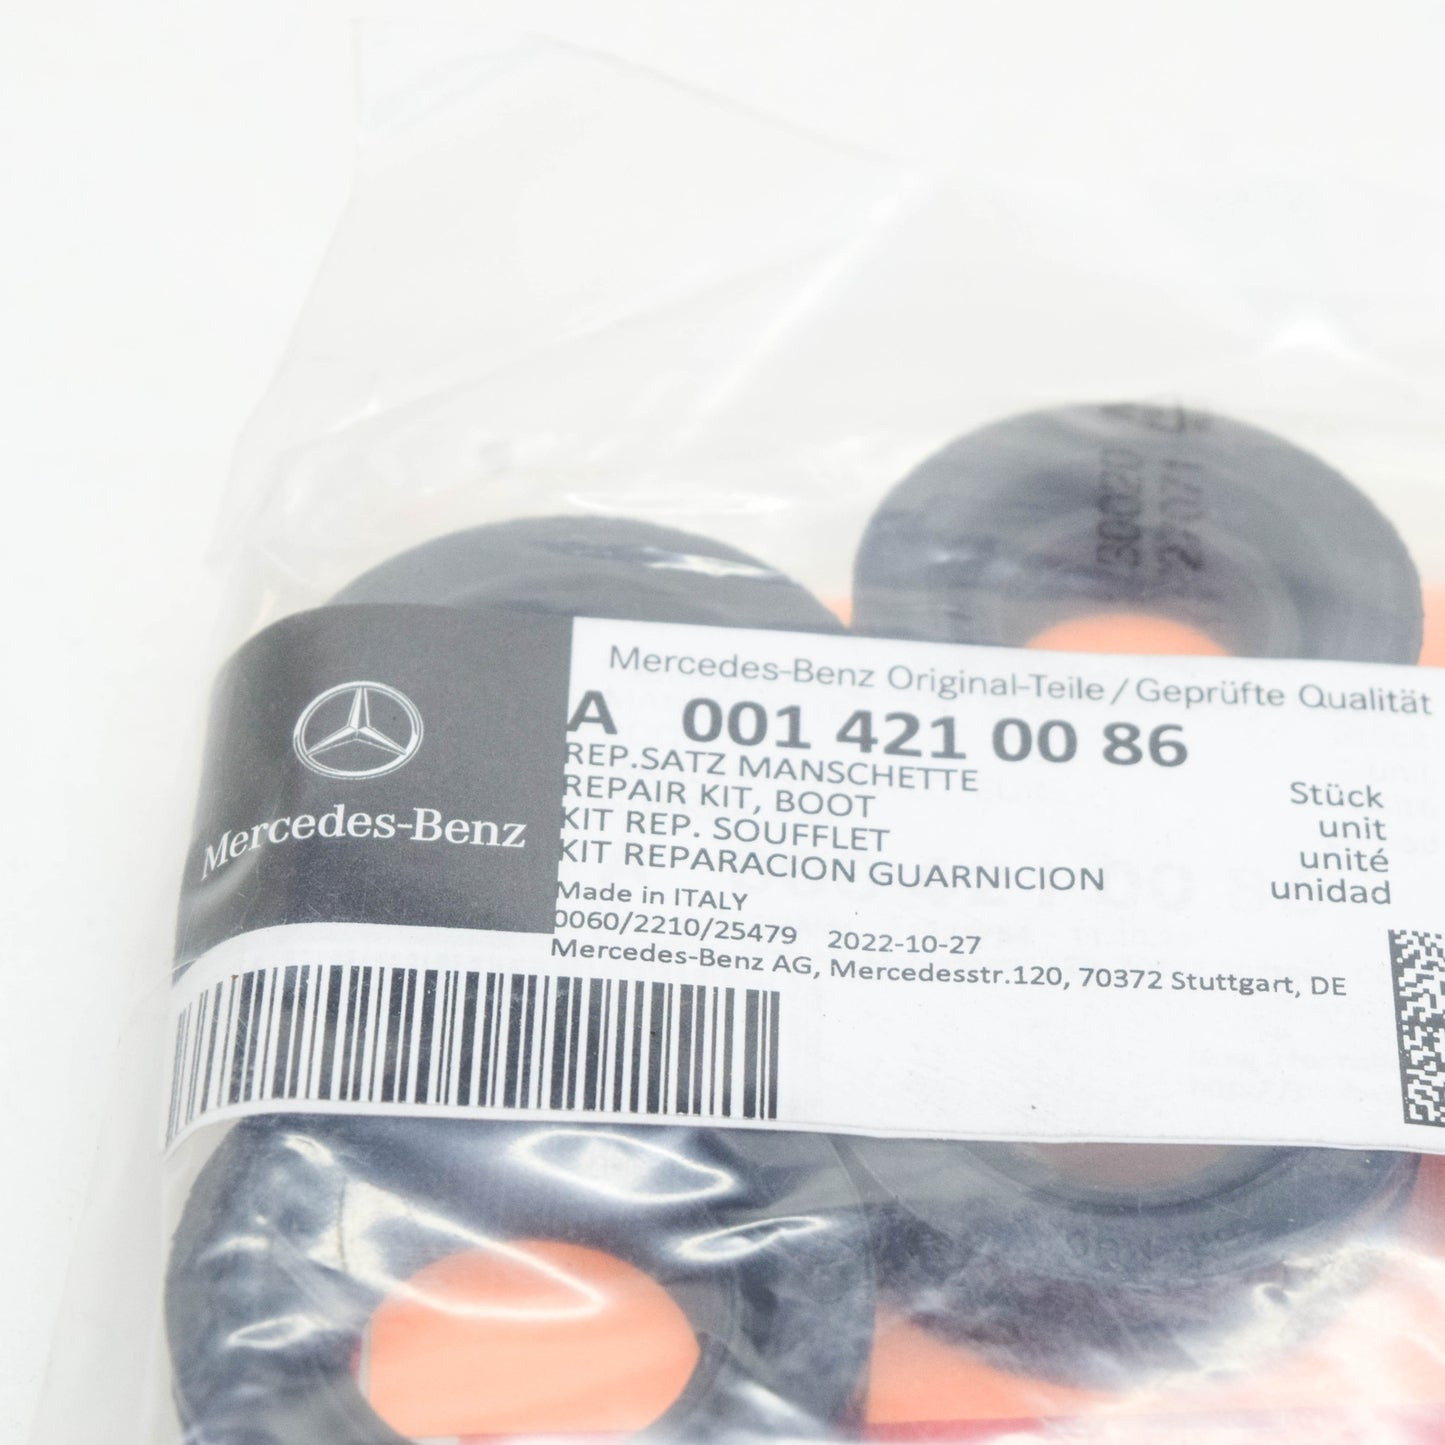 Mercedes-Benz
Mercedes-Benz Original-Teile / Geprüfte Qualität
A 001 421 00 86
REP.SATZ MANSCHETTE
REPAIR KIT, BOOT
KIT REP. SOUFFLET
KIT REPARACION GUARNICION
Stück
unit
unité
unidad
Made in ITALY
0060/2210/25479 2022-10-27
Mercedes-Benz AG, Mercedesstr.120, 70372 Stuttgart, DE